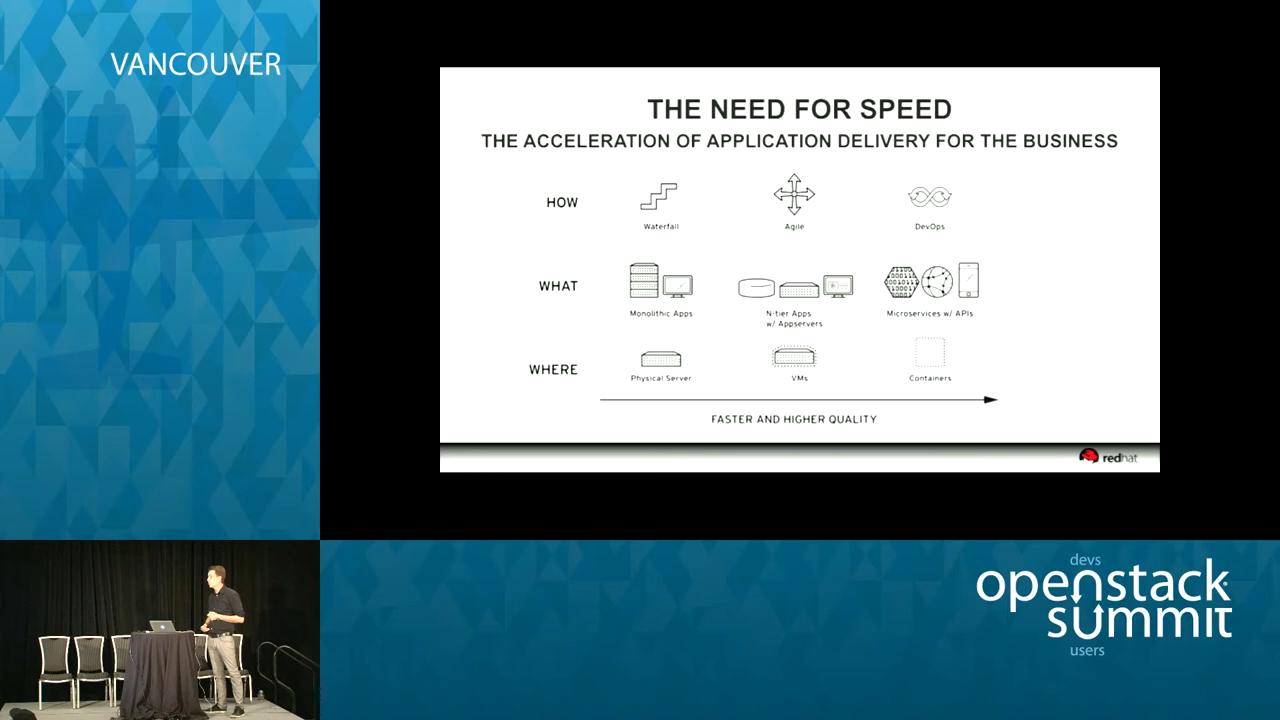 VANCOUVER
THE NEED FOR SPEED
THE ACCELERATION OF APPLICATION DELIVERY FOR THE BUSINESS
HOW
Waterfall
Agile
DevOps
WHAT
Monolithic Apps
N-tier Apps
w/ Appservers
Microservices w/ APIs
WHERE
Physical Server
VMs
Containers
FASTER AND HIGHER QUALITY
redhat
devs
openstack
summit
users